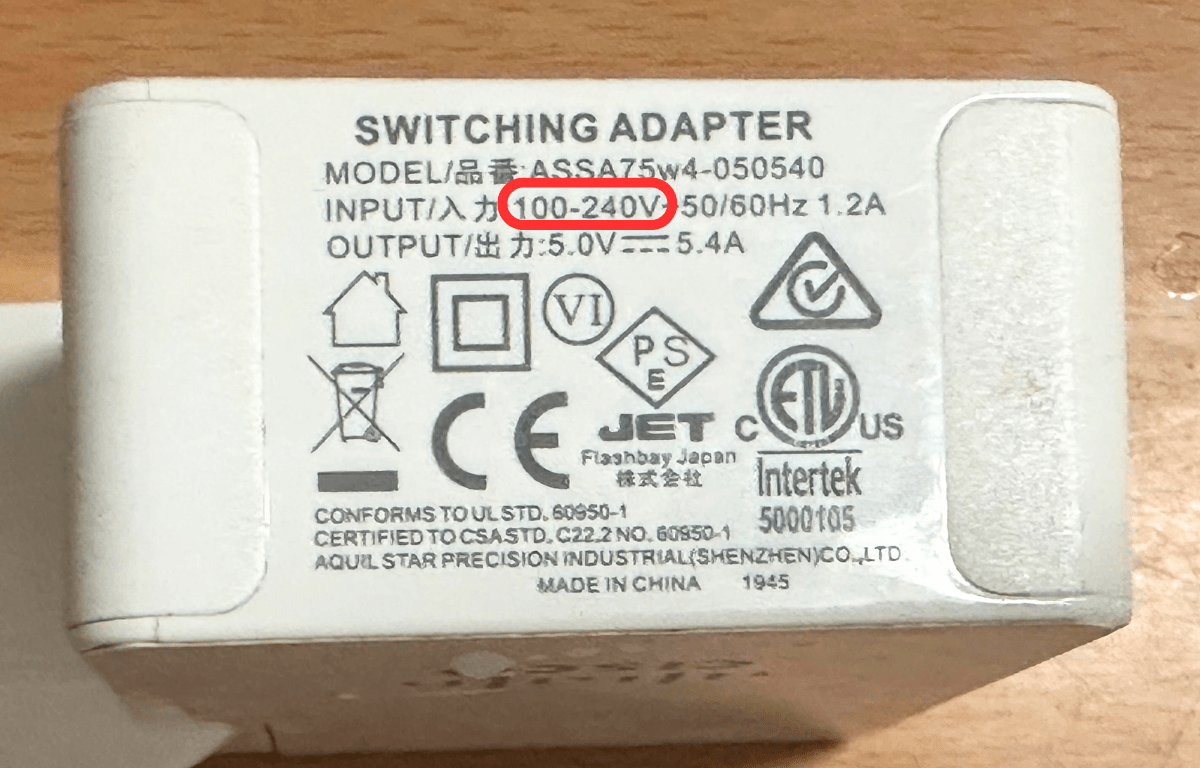 SWITCHING ADAPTER
MODEL/品番:ASSA75w4-050540
INPUT/入力 100-240V~50/60Hz 1.2A
OUTPUT/出力:5.0V⎓5.4A
VI
PS
E
JET
Flashbay Japan
株式会社
CE
C ETL US
Intertek
5000105
CONFORMS TO UL STD. 60950-1
CERTIFIED TO CSA STD. C22.2 NO. 60950-1
AQUIL STAR PRECISION INDUSTRIAL(SHENZHEN)CO.,LTD.
MADE IN CHINA 1945